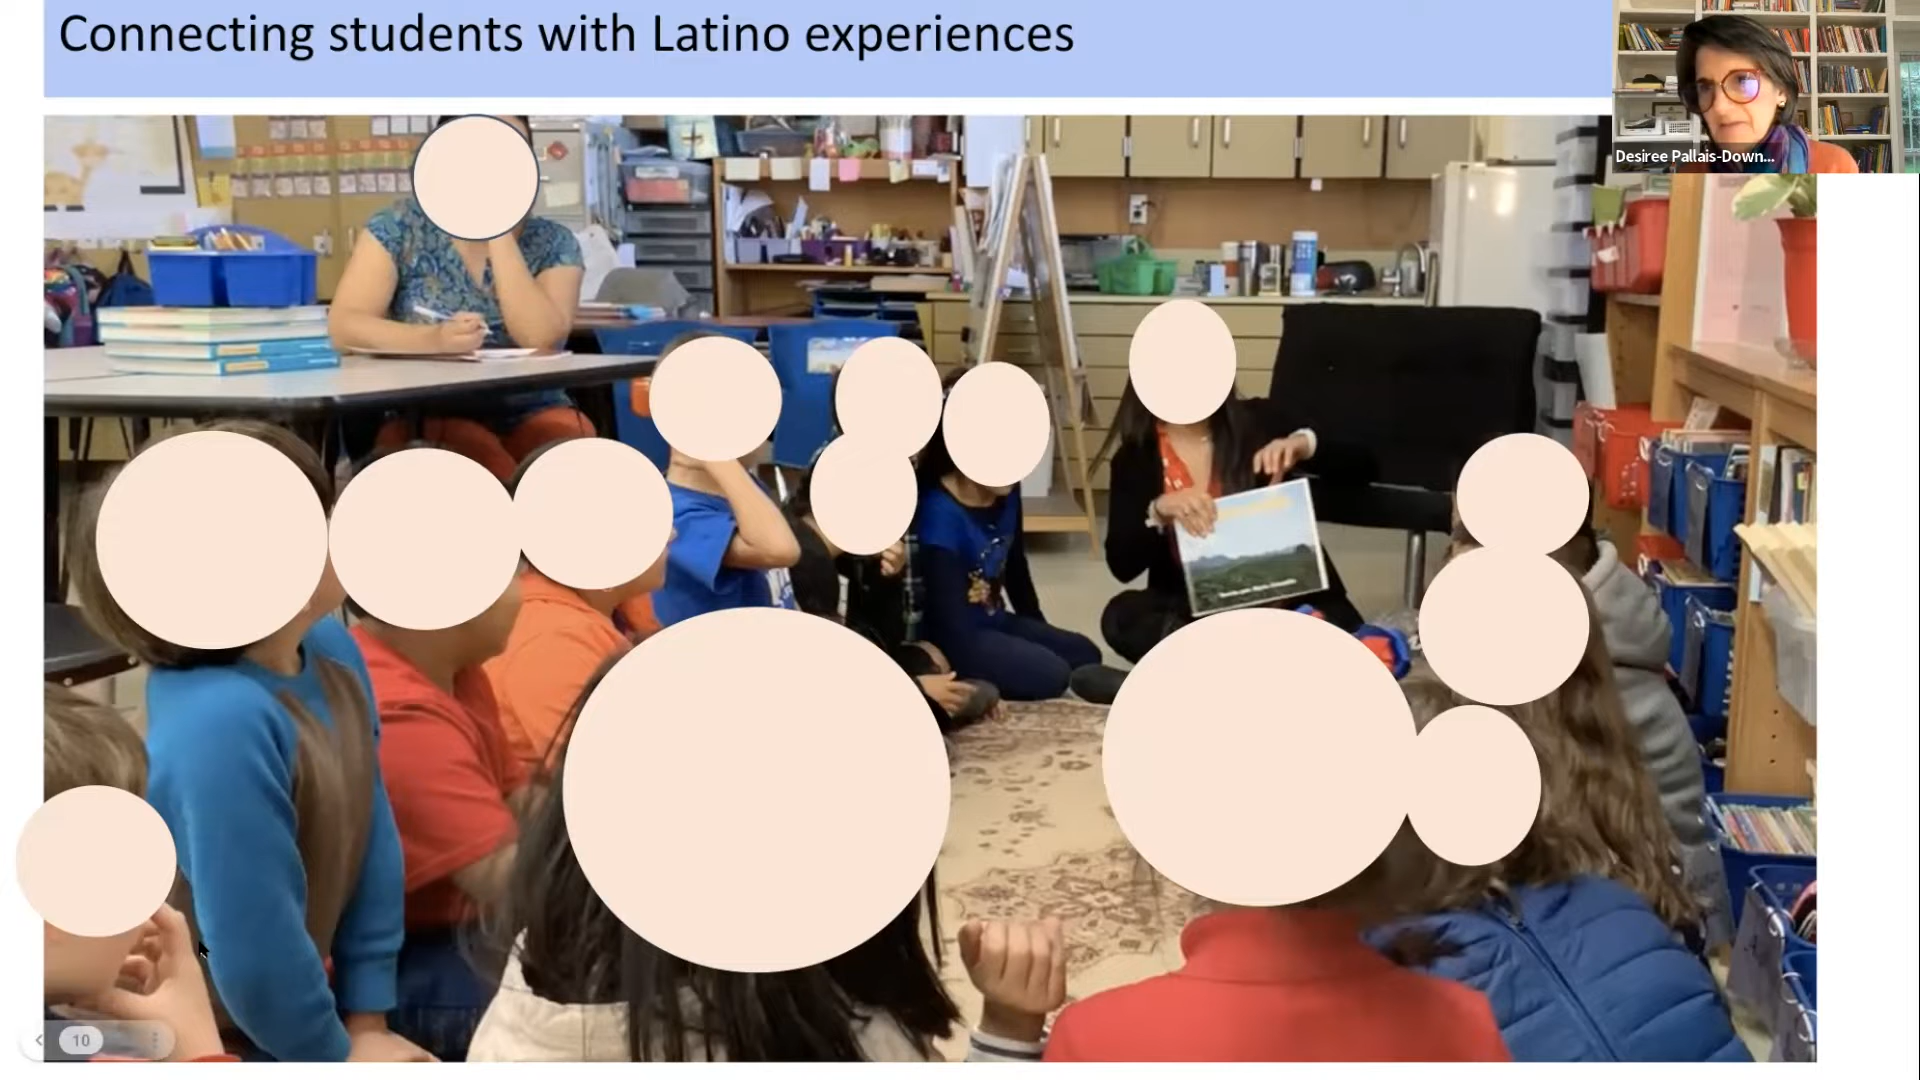 Connecting students with Latino experiences
Desiree Pallais-Down...
10